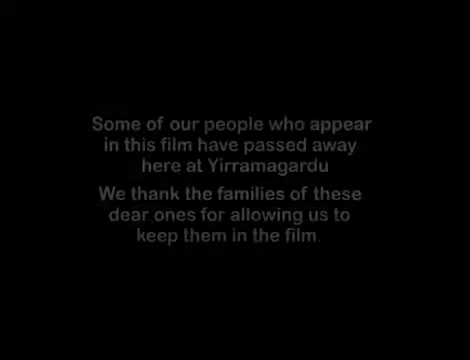 Some of our people who appear
in this film have passed away
here at Yirramagardu
We thank the families of these
dear ones for allowing us to
keep them in the film.